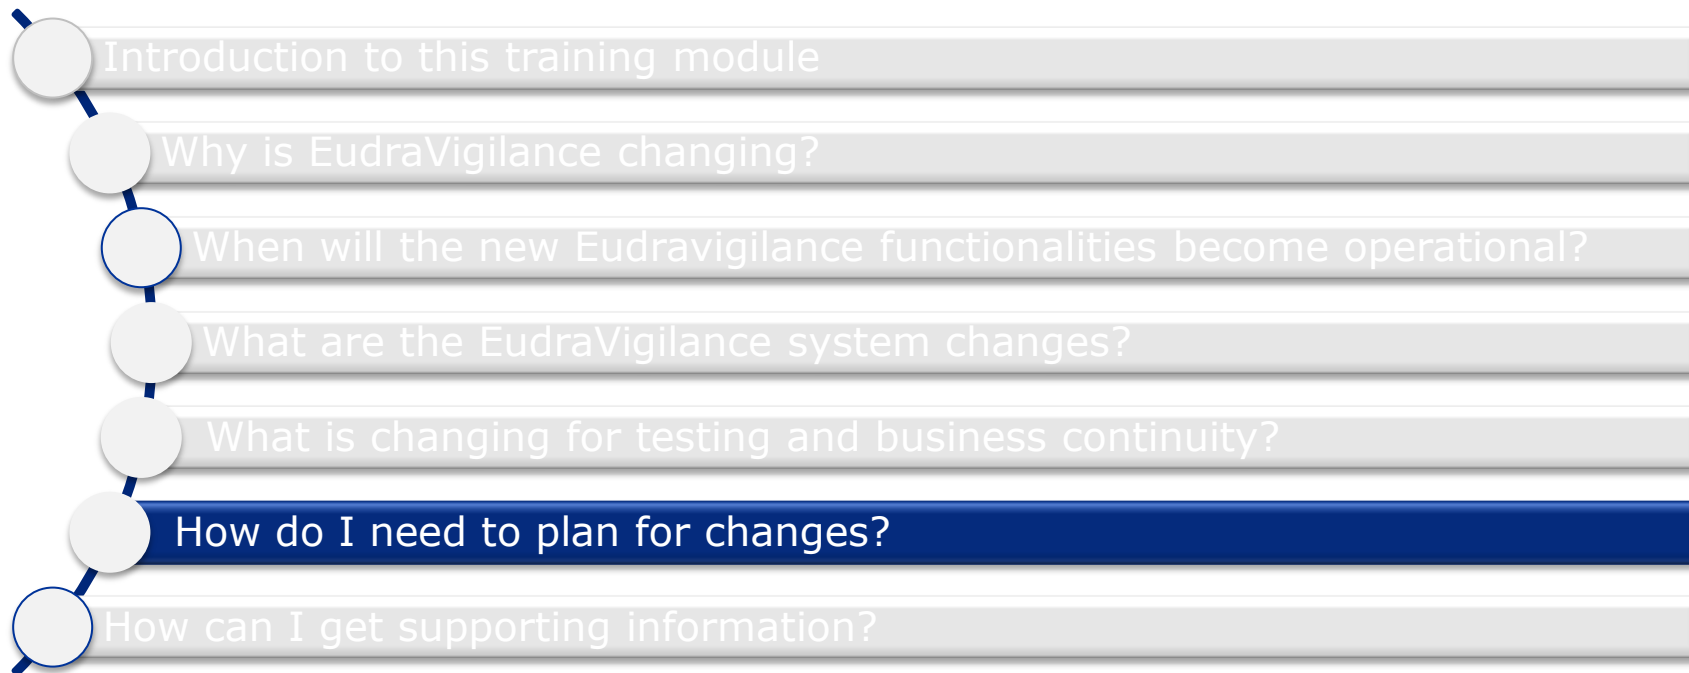 Introduction to this training module
Why is EudraVigilance changing?
When will the new Eudravigilance functionalities become operational?
What are the EudraVigilance system changes?
What is changing for testing and business continuity?
How do I need to plan for changes?
How can I get supporting information?